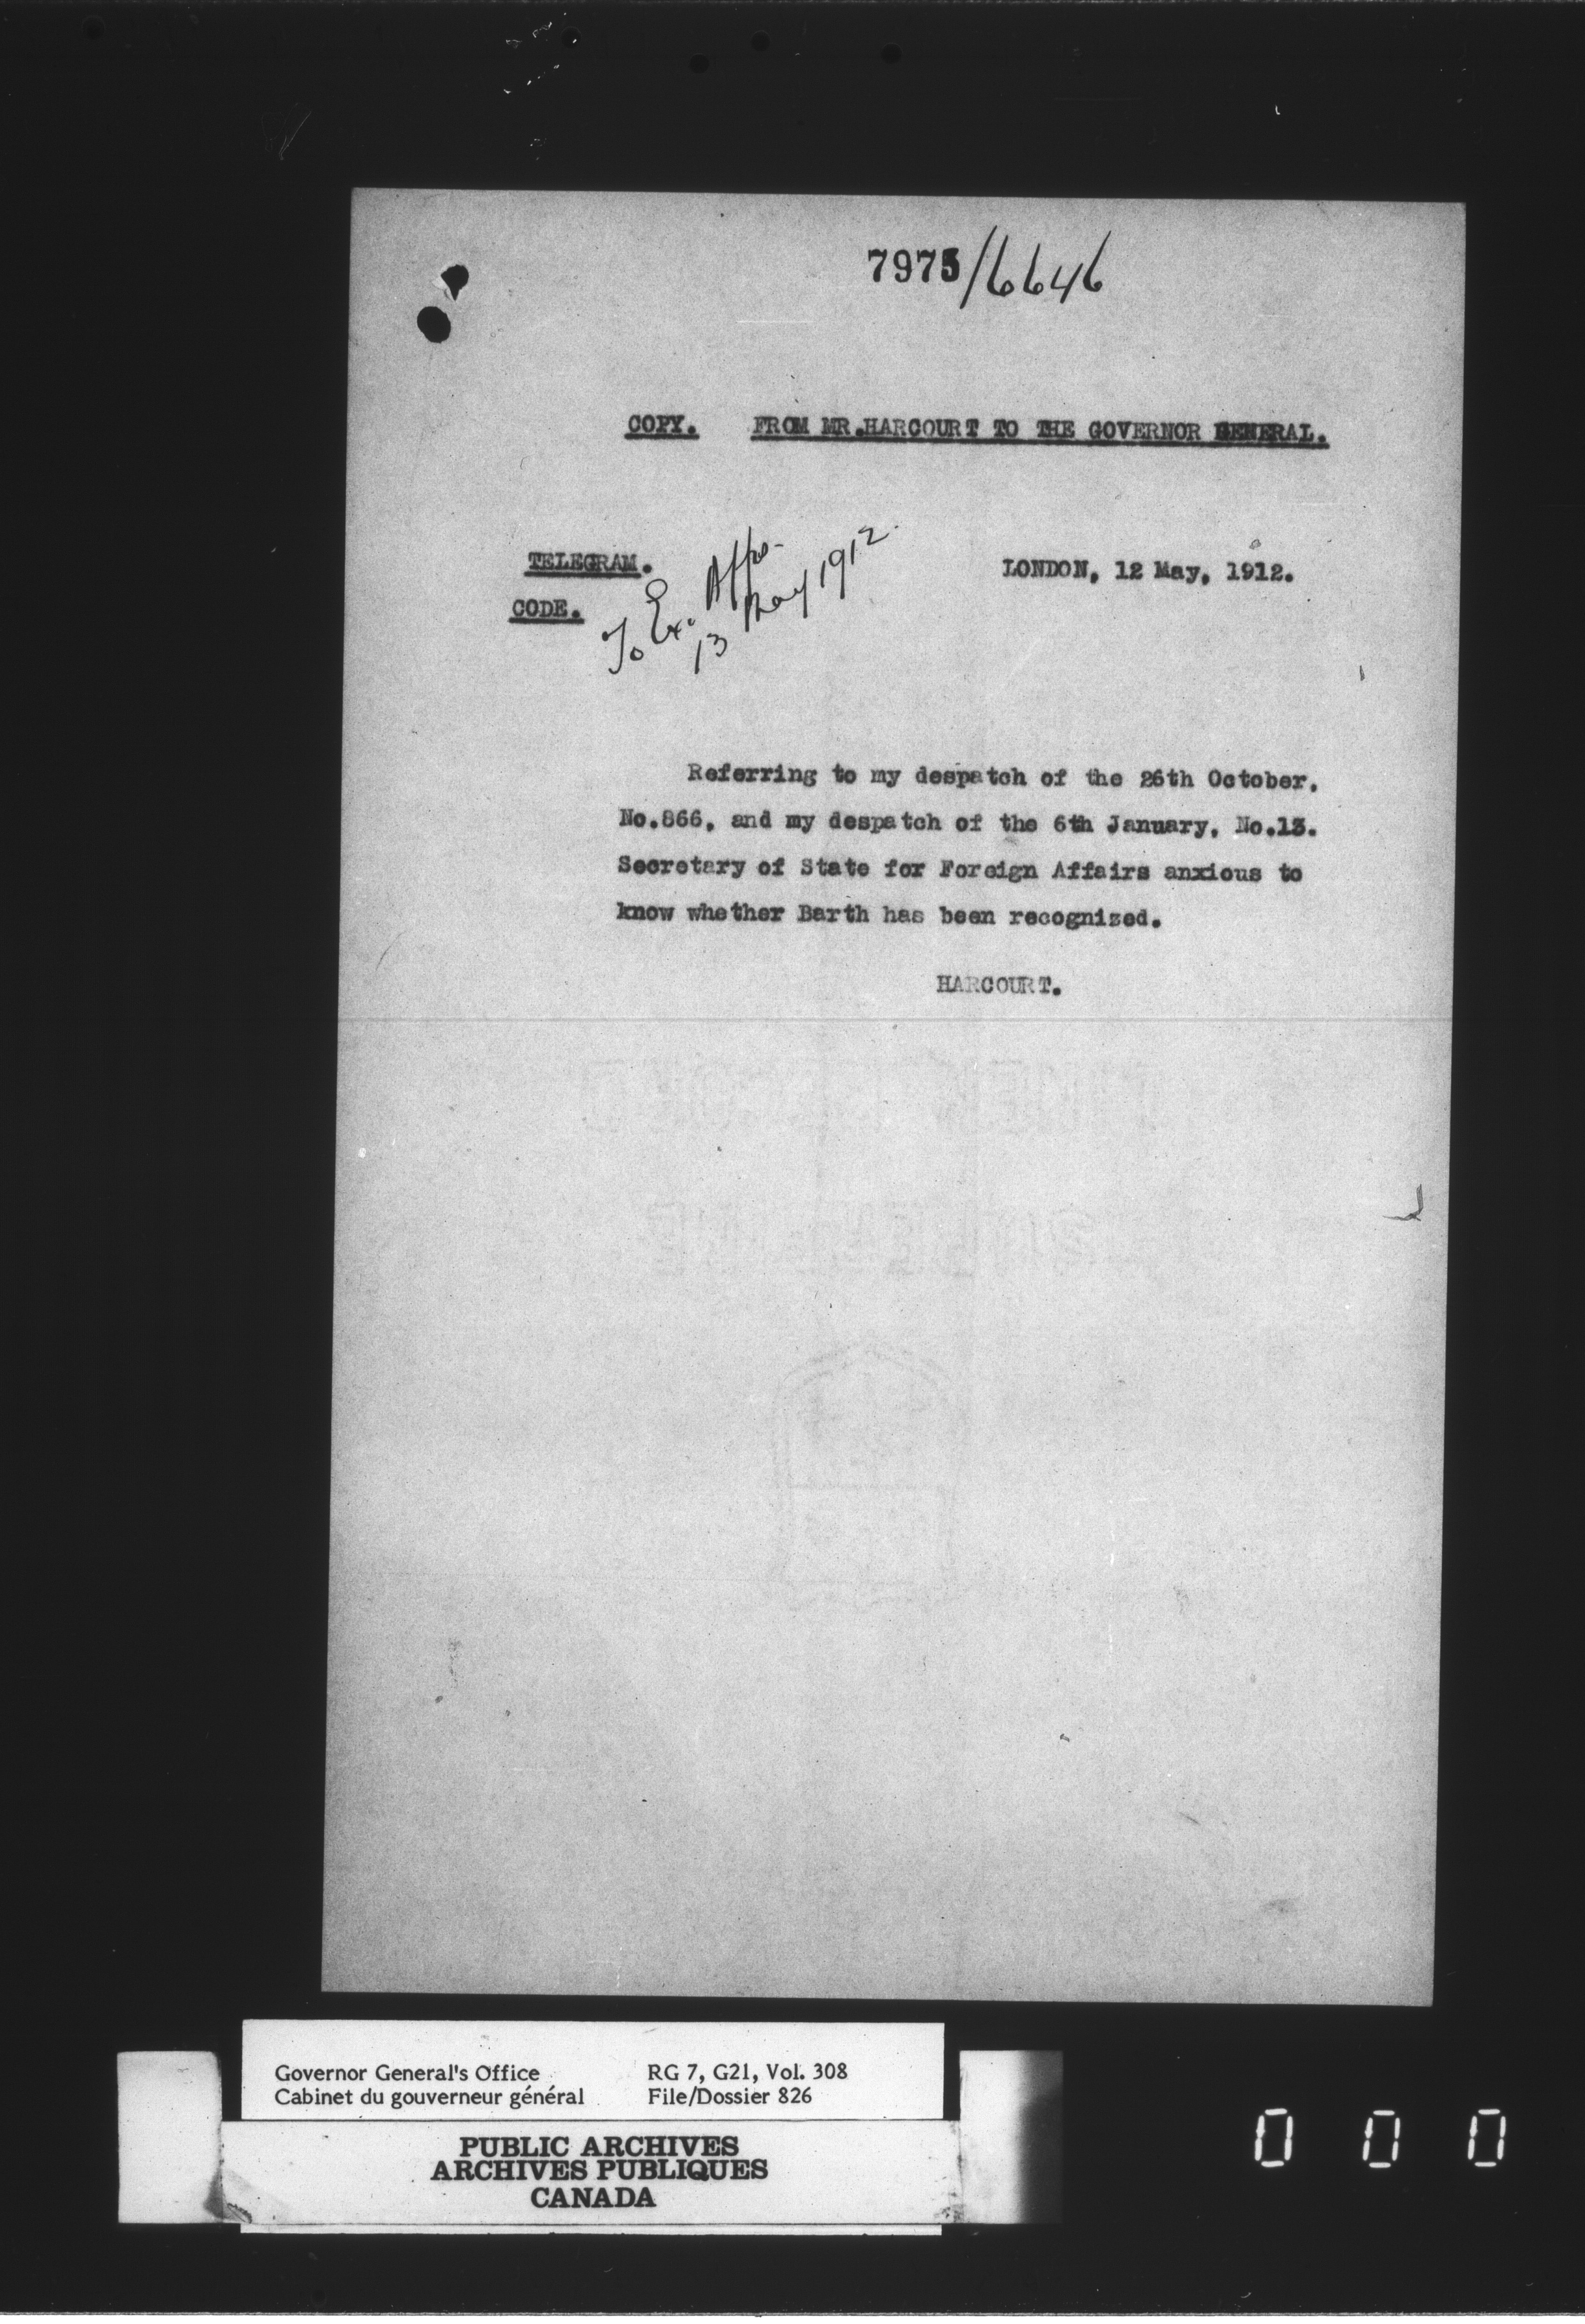 7975/6646
COPY. FROM MR.HARCOURT TO THE GOVERNOR GENERAL.
TELEGRAM.
CODE.
To Ex. Affrs.
13 May 1912.
LONDON, 12 May, 1912.
Referring to my despatch of the 26th October,
No.866, and my despatch of the 6th January, No.13.
Secretary of State for Foreign Affairs anxious to
know whether Barth has been recognized.
HARCOURT.
Governor General's Office RG 7, G21, Vol. 308
Cabinet du gouverneur général File/Dossier 826
PUBLIC ARCHIVES
ARCHIVES PUBLIQUES
CANADA
0 0 0